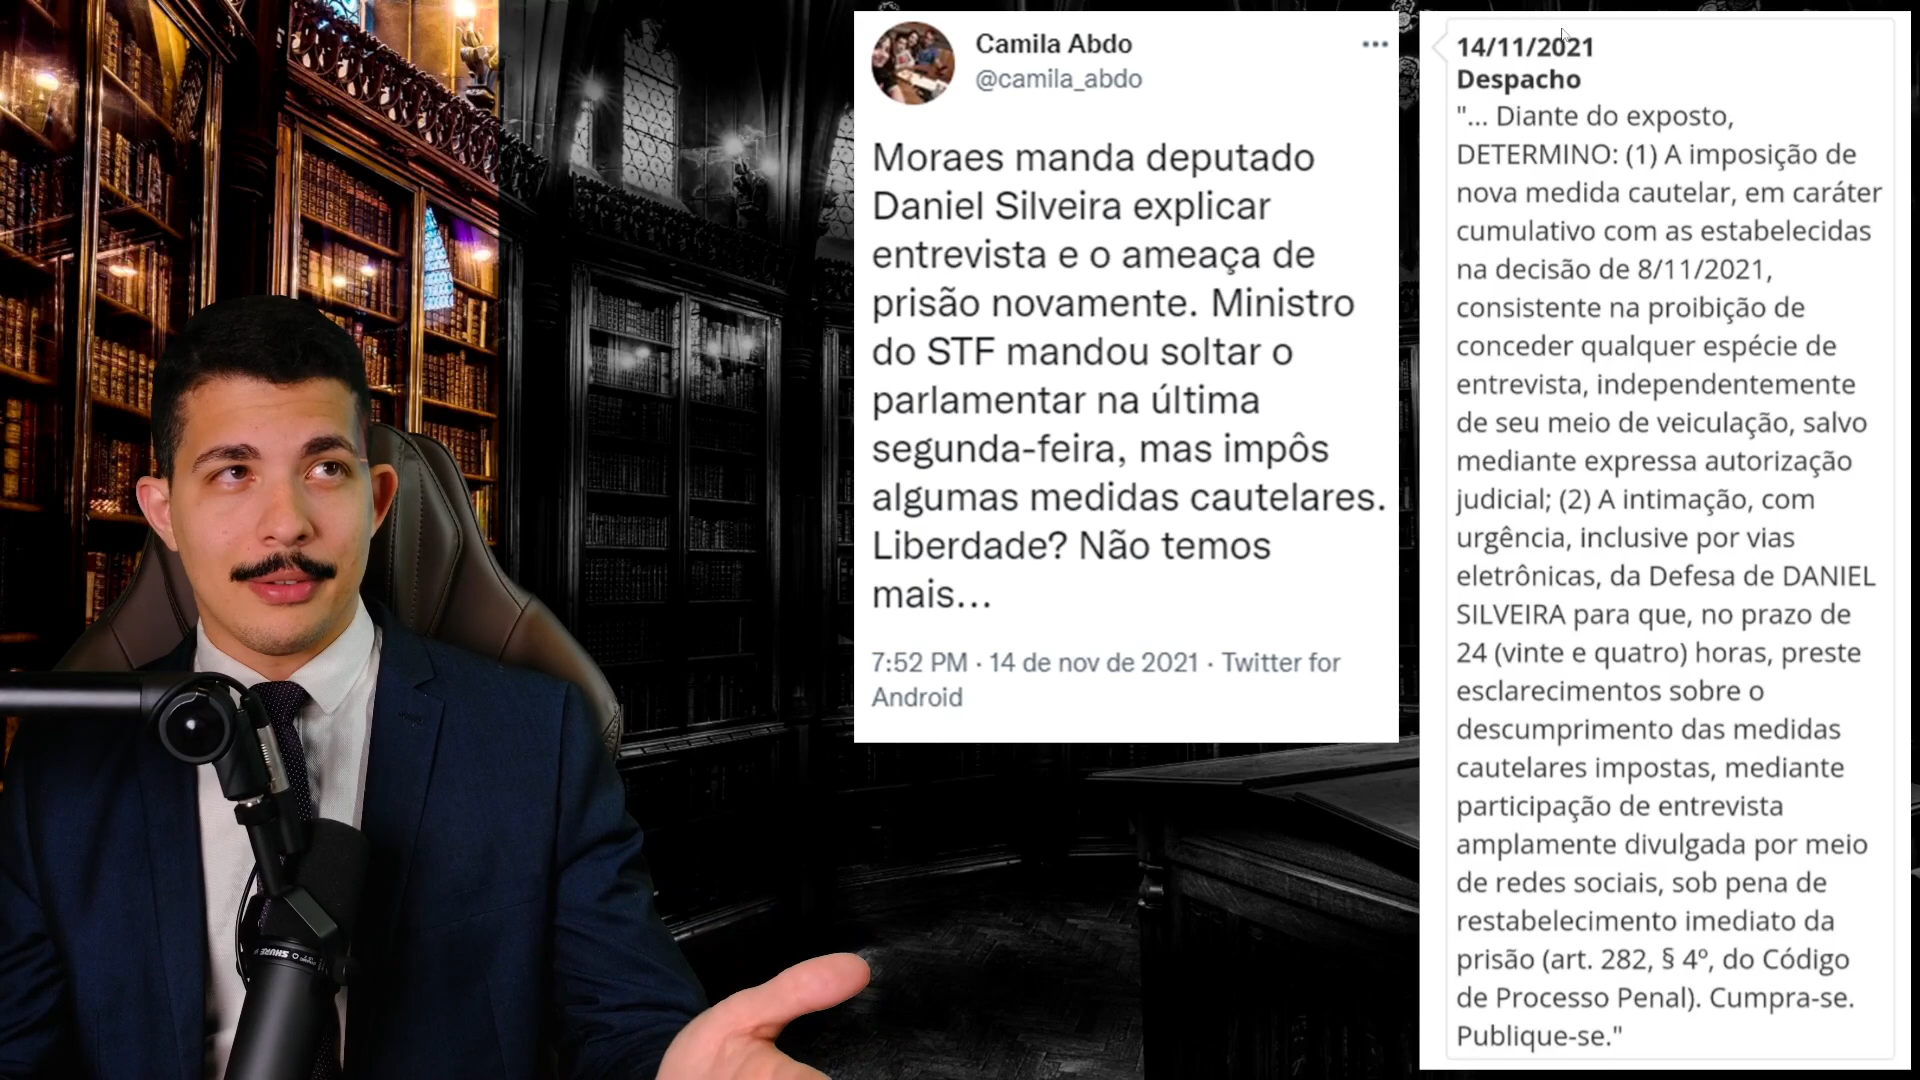 Camila Abdo
@camila_abdo
Moraes manda deputado
Daniel Silveira explicar
entrevista e o ameaça de
prisão novamente. Ministro
do STF mandou soltar o
parlamentar na última
segunda-feira, mas impôs
algumas medidas cautelares.
Liberdade? Não temos
mais...
7:52 PM · 14 de nov de 2021 · Twitter for
Android
14/11/2021
Despacho
"... Diante do exposto,
DETERMINO: (1) A imposição de
nova medida cautelar, em caráter
cumulativo com as estabelecidas
na decisão de 8/11/2021,
consistente na proibição de
conceder qualquer espécie de
entrevista, independentemente
de seu meio de veiculação, salvo
mediante expressa autorização
judicial; (2) A intimação, com
urgência, inclusive por vias
eletrônicas, da Defesa de DANIEL
SILVEIRA para que, no prazo de
24 (vinte e quatro) horas, preste
esclarecimentos sobre o
descumprimento das medidas
cautelares impostas, mediante
participação de entrevista
amplamente divulgada por meio
de redes sociais, sob pena de
restabelecimento imediato da
prisão (art. 282, § 4º, do Código
de Processo Penal). Cumpra-se.
Publique-se."
SHURE